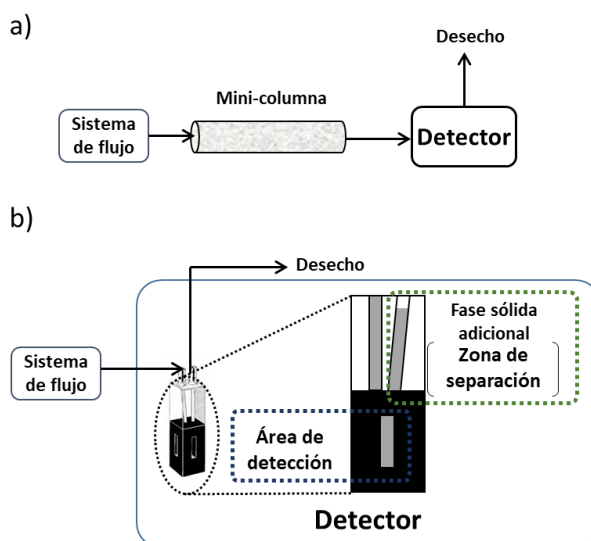 a)
Desecho
Mini-columna
Sistema
de flujo
Detector
b)
Desecho
Fase sólida
adicional
Zona de
separación
Sistema
de flujo
Área de
detección
Detector